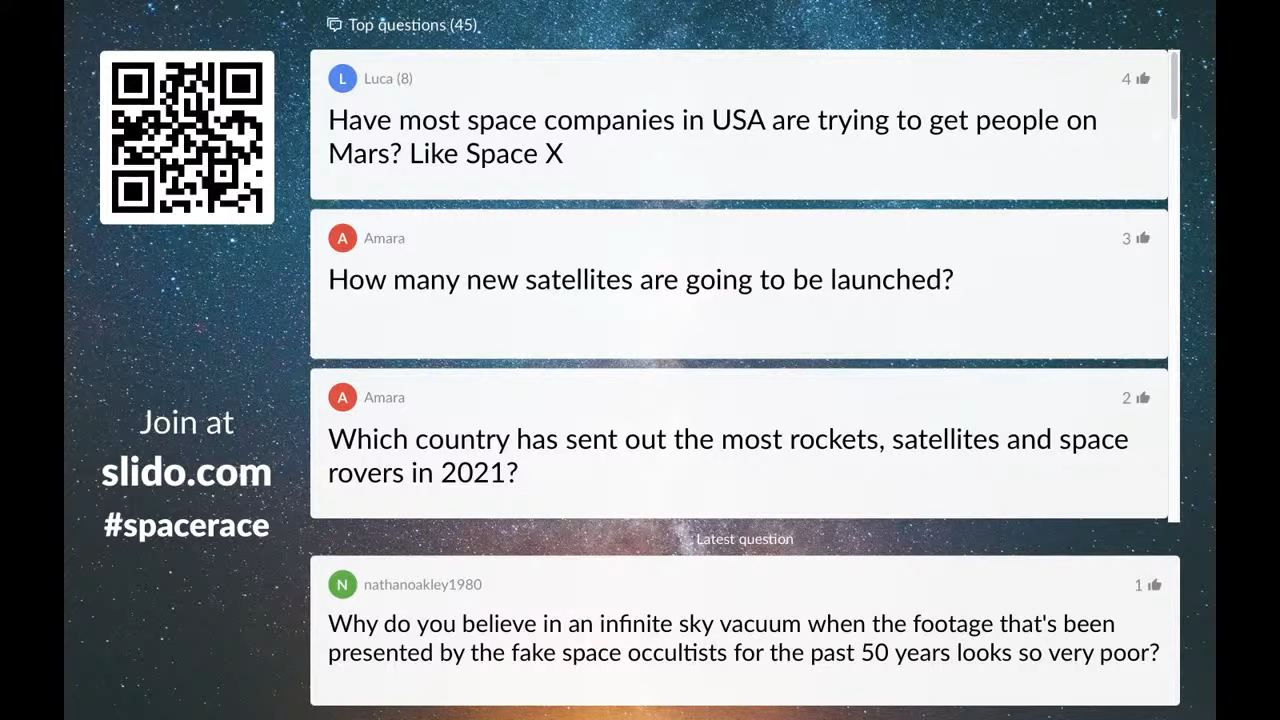 Top questions (45)
L Luca (8) 4
Have most space companies in USA are trying to get people on
Mars? Like Space X
A Amara 3
How many new satellites are going to be launched?
A Amara 2
Which country has sent out the most rockets, satellites and space
rovers in 2021?
Join at
slido.com
#spacerace
Latest question
N nathanoakley1980 1
Why do you believe in an infinite sky vacuum when the footage that's been
presented by the fake space occultists for the past 50 years looks so very poor?